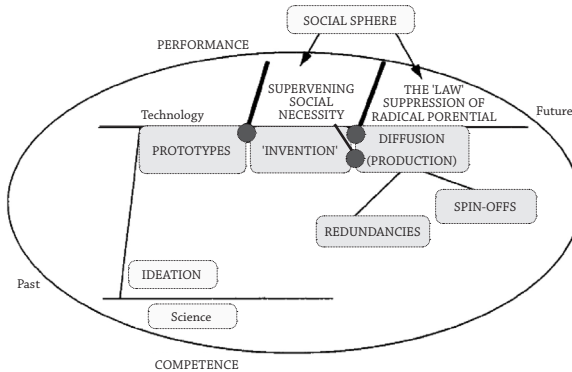 SOCIAL SPHERE
PERFORMANCE
SUPERVENING
SOCIAL
NECESSITY
THE 'LAW'
SUPPRESSION OF
RADICAL PORENTIAL
Technology
Future
PROTOTYPES
'INVENTION'
DIFFUSION
(PRODUCTION)
SPIN-OFFS
REDUNDANCIES
IDEATION
Past
Science
COMPETENCE